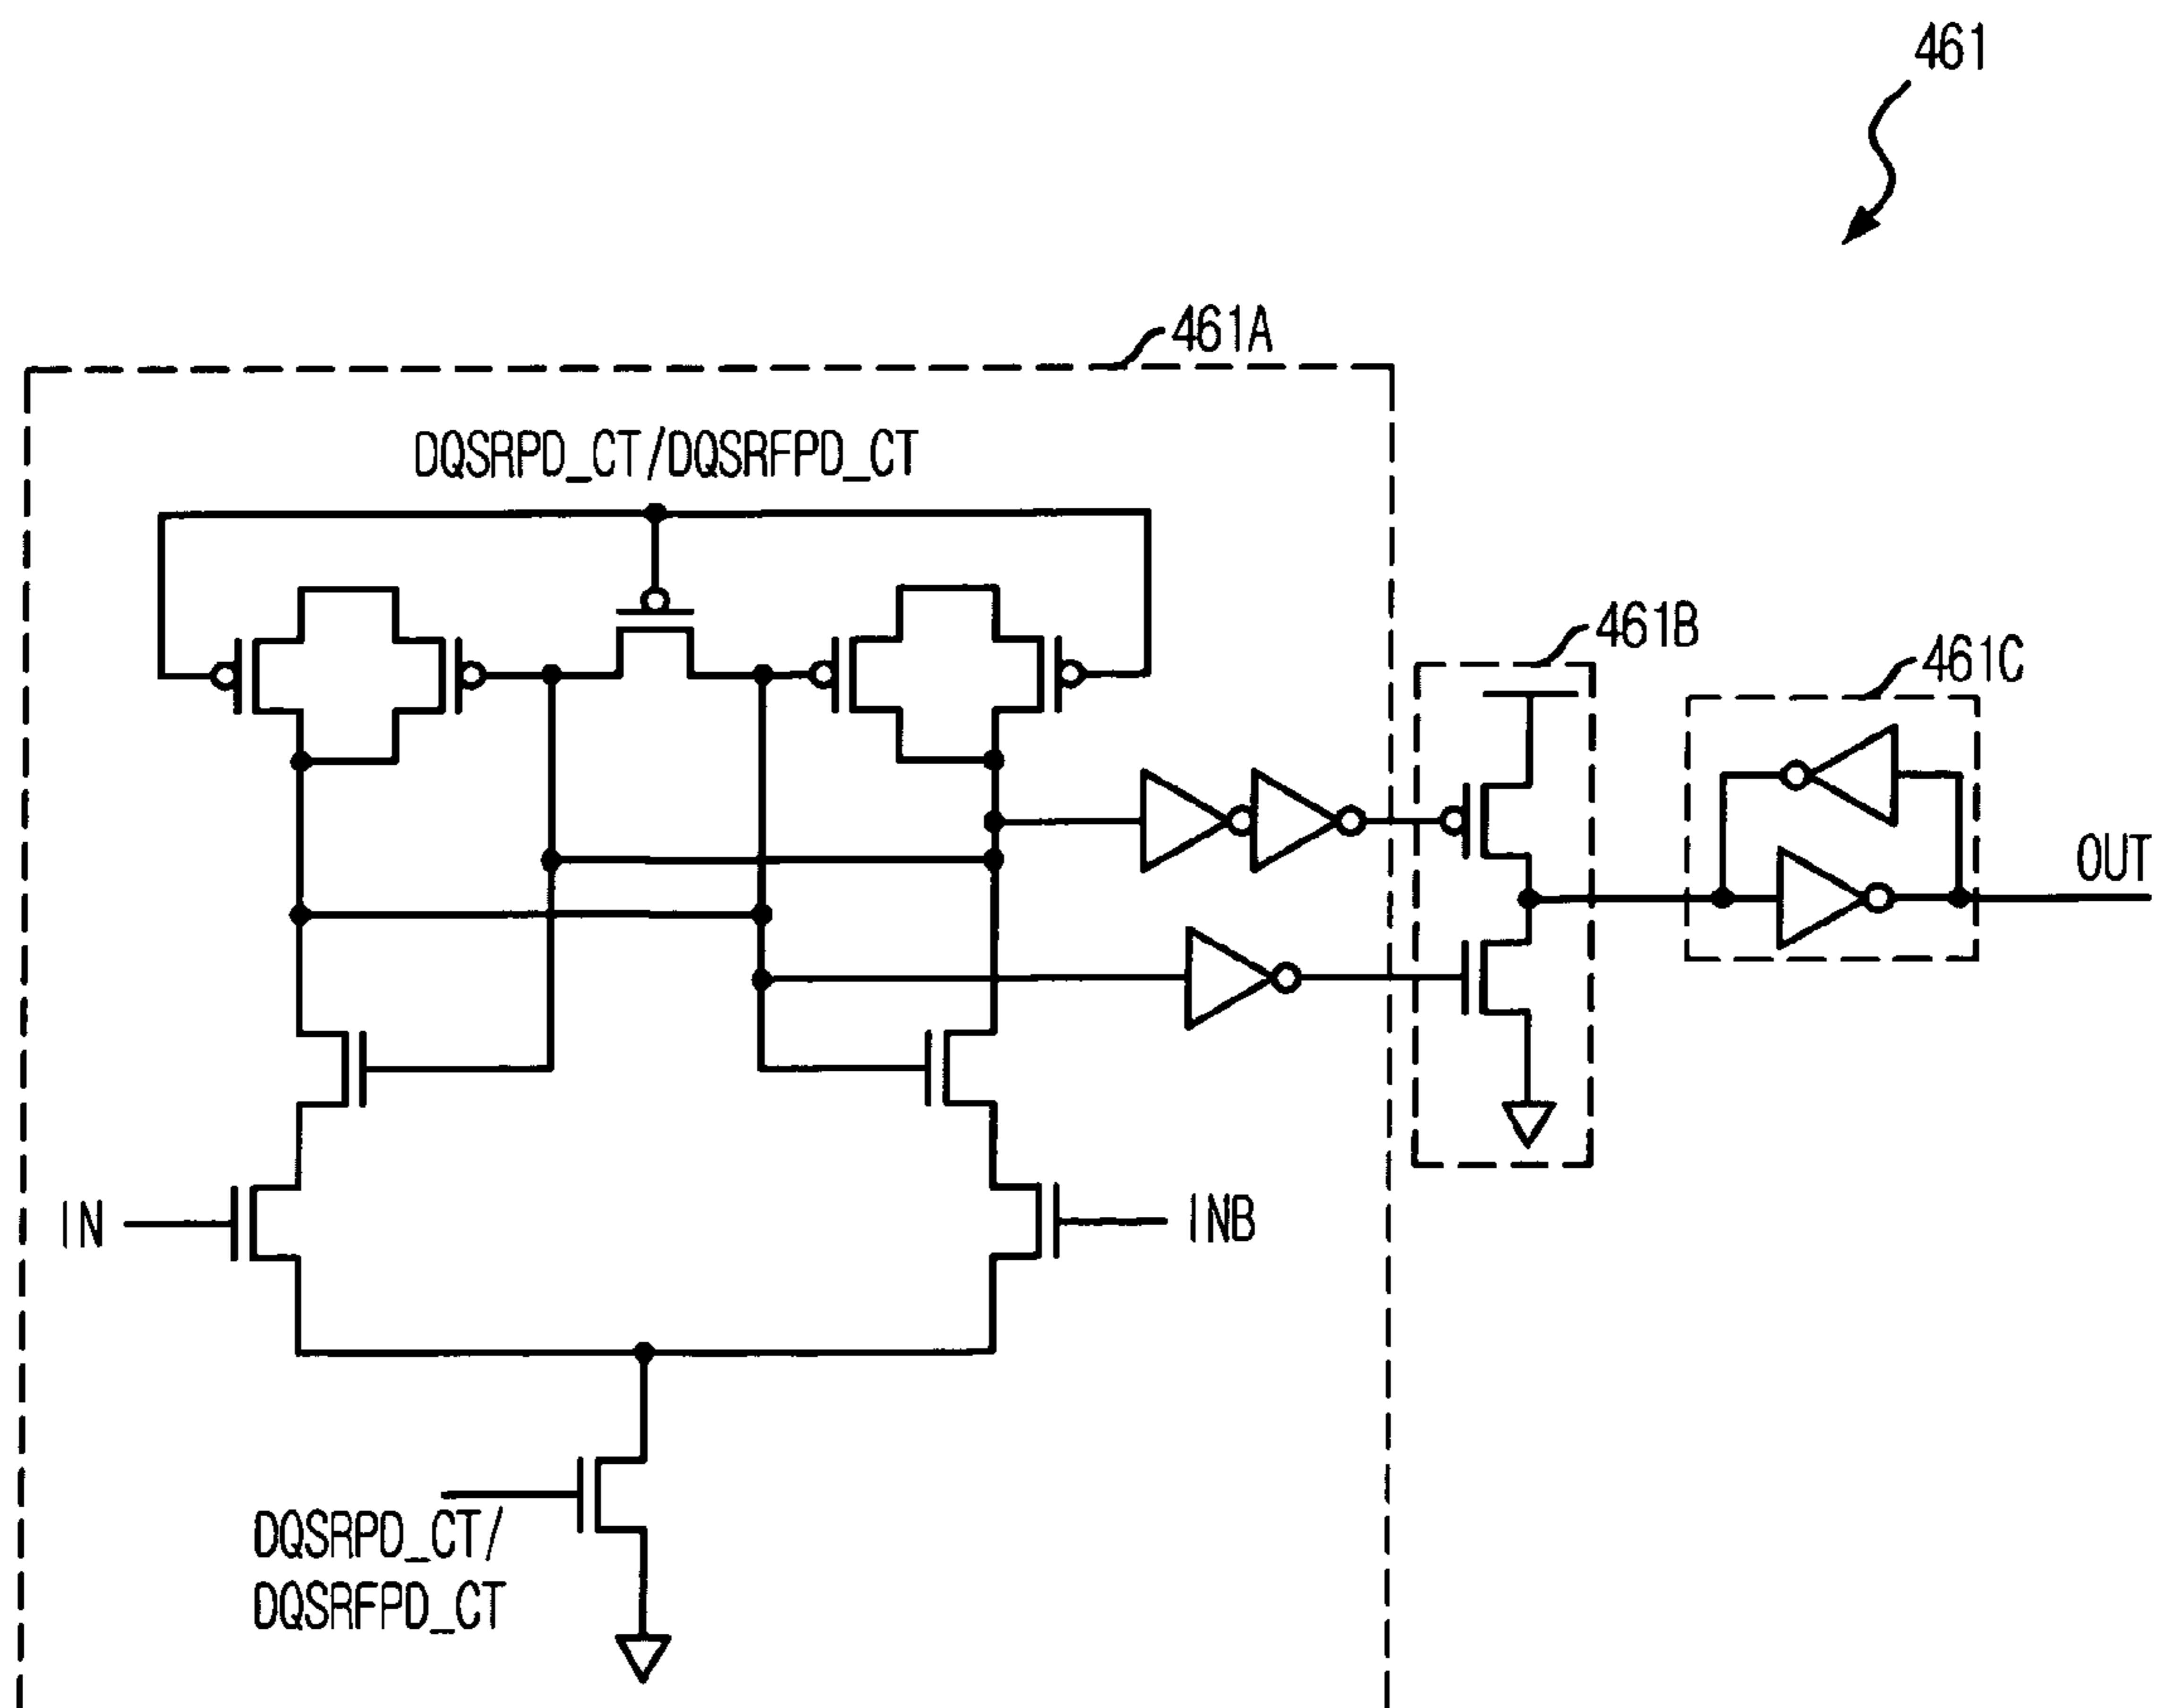 461
461A
DQSRPD_CT/DQSRFPD_CT
461B
461C
OUT
IN
INB
DQSRPD_CT/
DQSRFPD_CT